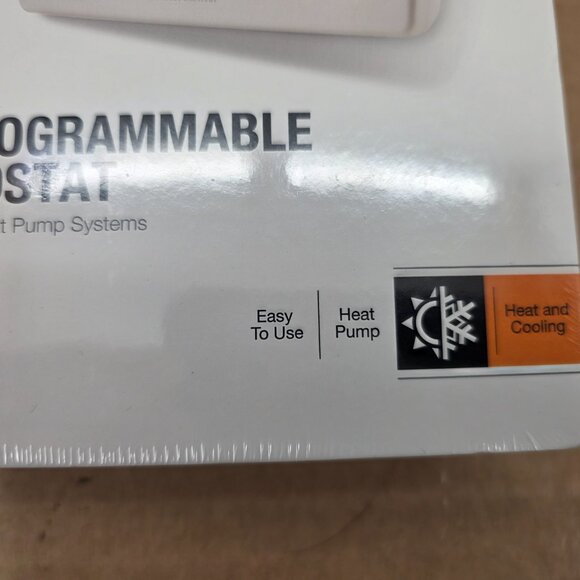 OGRAMMABLE
OSTAT
t Pump Systems
Easy
To Use
Heat
Pump
Heat and
Cooling